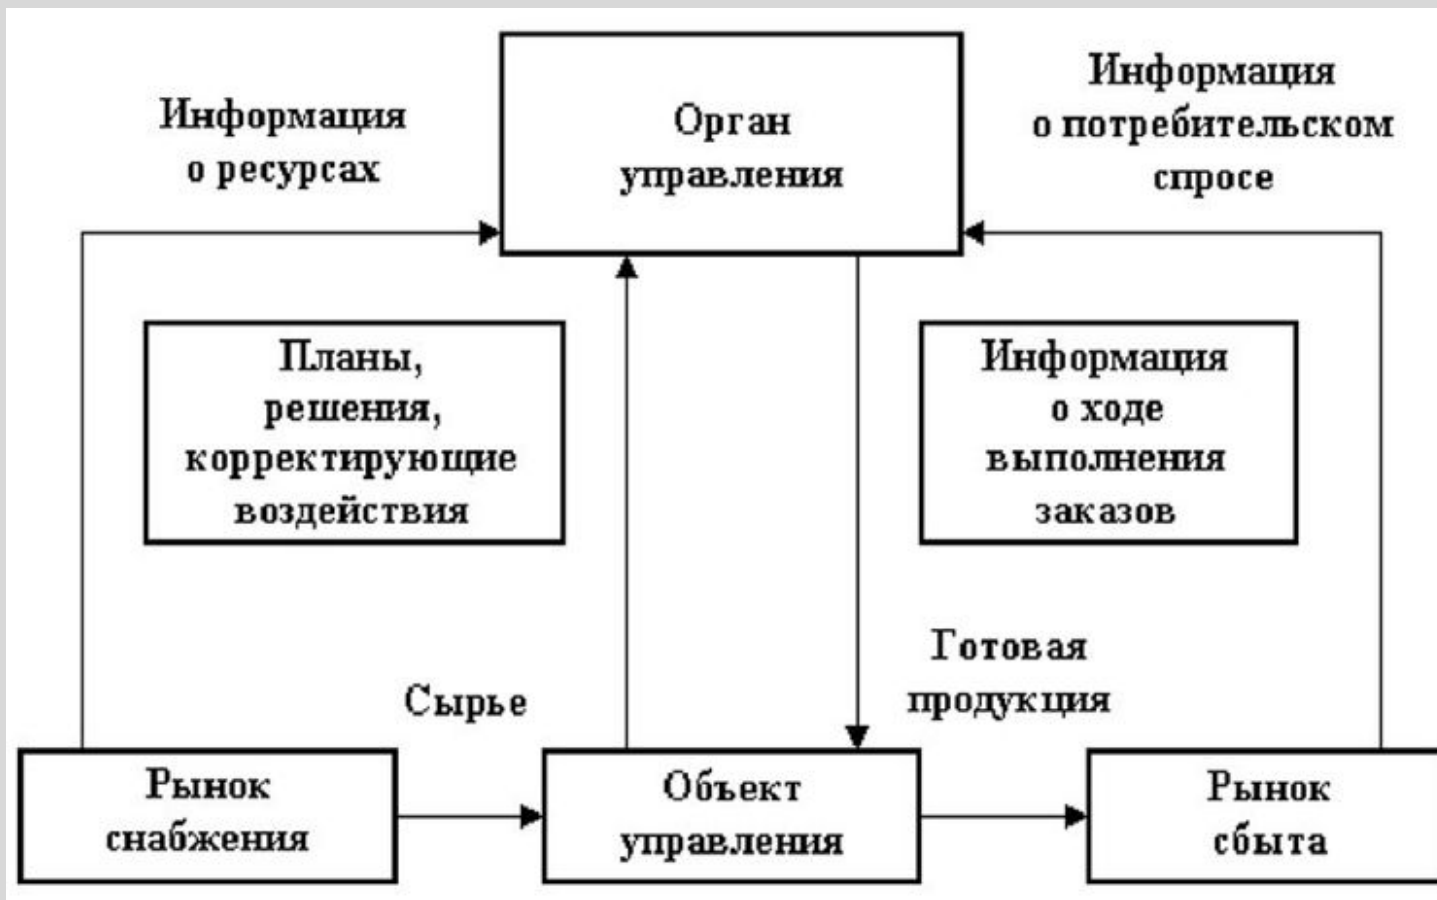 Орган
управления
Информация
о ресурсах
Информация
о потребительском
спросе
Планы,
решения,
корректирующие
воздействия
Информация
о ходе
выполнения
заказов
Сырье
Готовая
продукция
Рынок
снабжения
Объект
управления
Рынок
сбыта